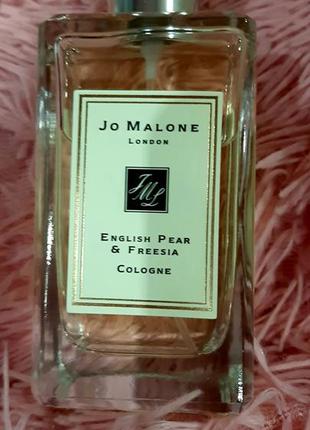 JO MALONE
LONDON
JML
ENGLISH PEAR
& FREESIA
COLOGNE